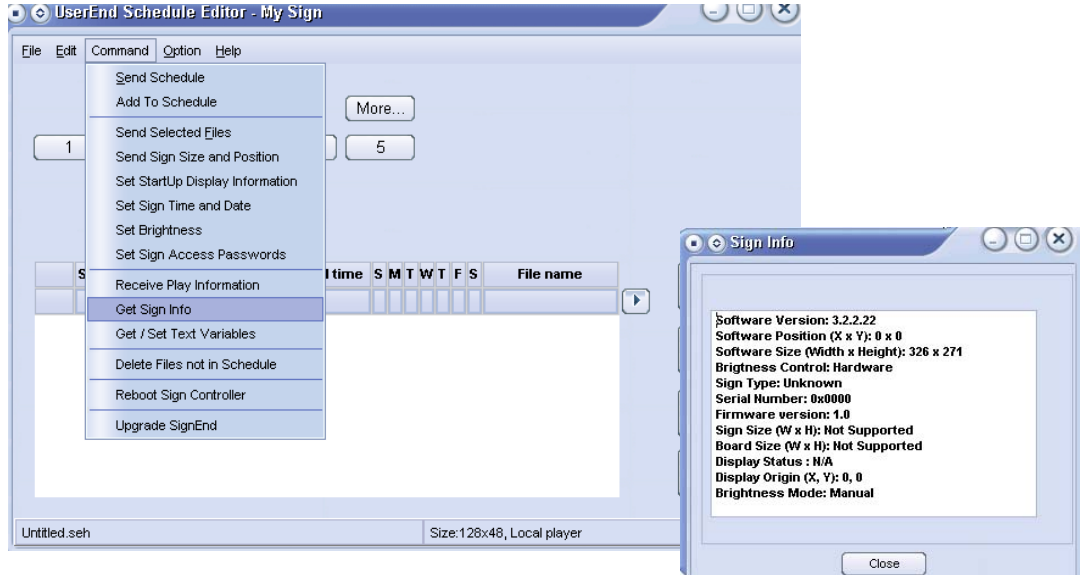 UserEnd Schedule Editor - My Sign
File Edit Command Option Help
Send Schedule
Add To Schedule
Send Selected Files
Send Sign Size and Position
Set StartUp Display Information
Set Sign Time and Date
Set Brightness
Set Sign Access Passwords
Receive Play Information
Get Sign Info
Get / Set Text Variables
Delete Files not in Schedule
Reboot Sign Controller
Upgrade SignEnd
More...
1 5
S time S M T W T F S File name
Untitled.seh Size:128x48, Local player
Sign Info
Software Version: 3.2.2.22
Software Position (X x Y): 0 x 0
Software Size (Width x Height): 326 x 271
Brigtness Control: Hardware
Sign Type: Unknown
Serial Number: 0x0000
Firmware version: 1.0
Sign Size (W x H): Not Supported
Board Size (W x H): Not Supported
Display Status : N/A
Display Origin (X, Y): 0, 0
Brightness Mode: Manual
Close